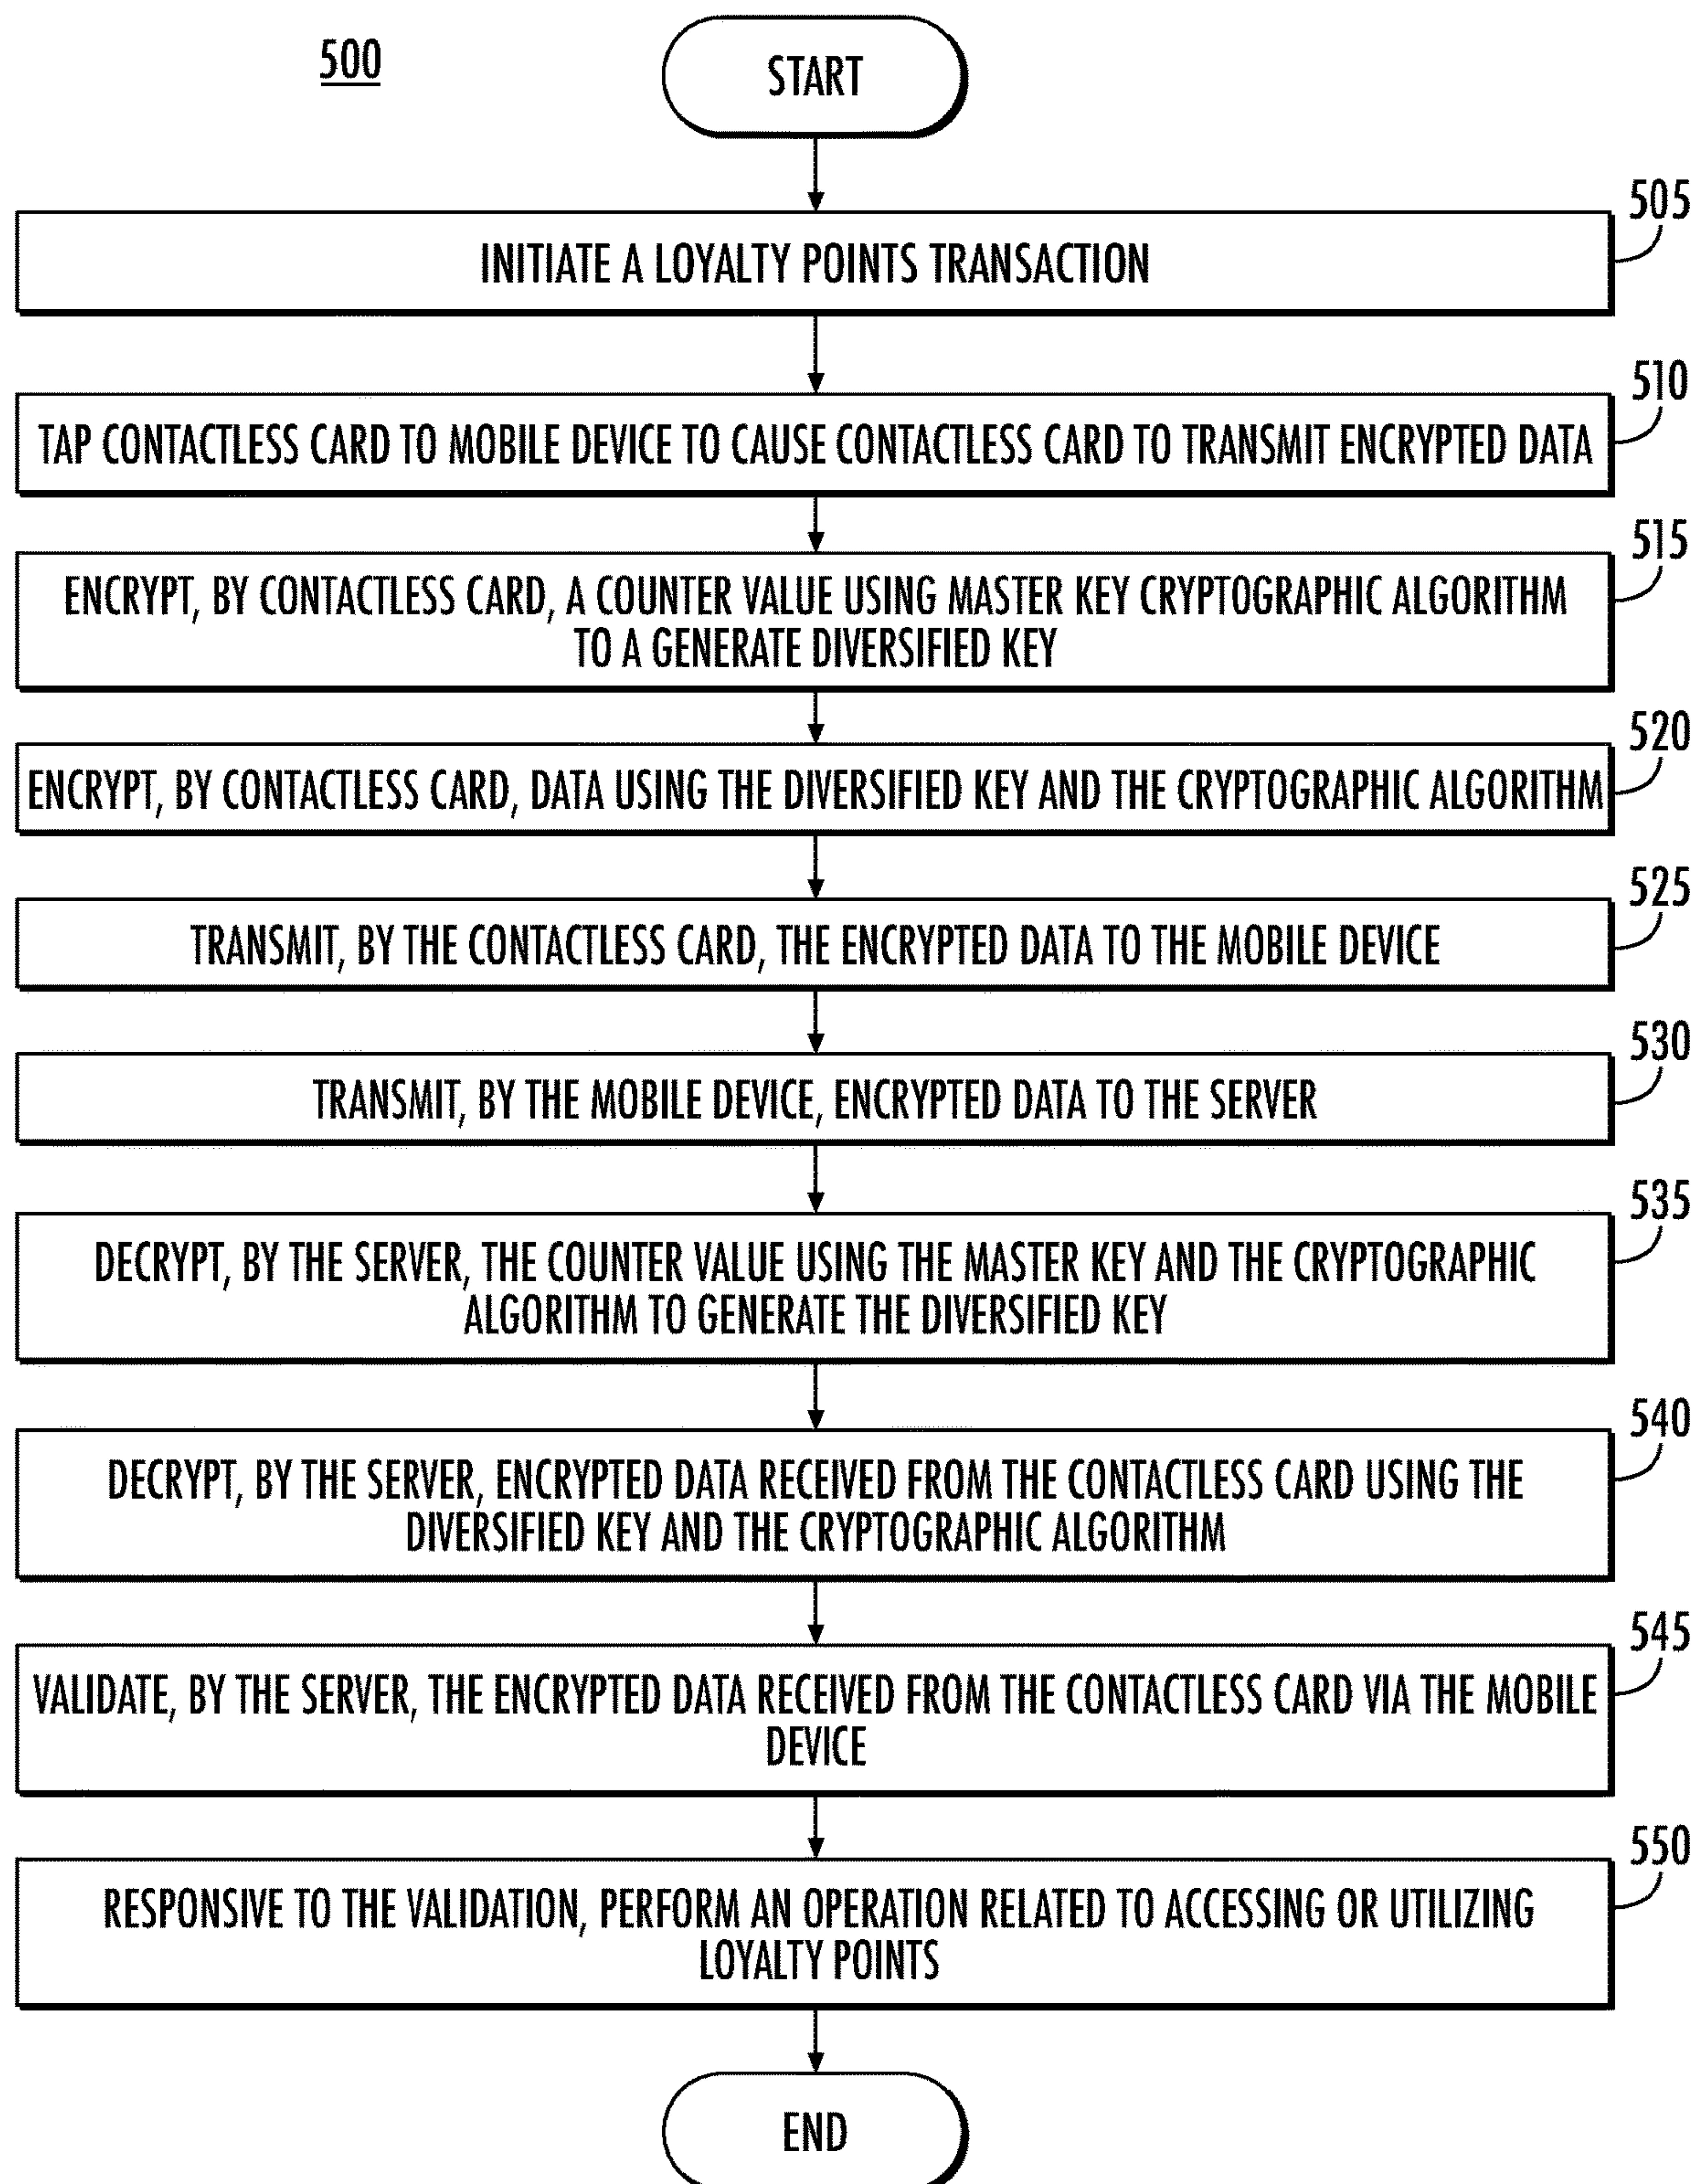 500
START
505
INITIATE A LOYALTY POINTS TRANSACTION
510
TAP CONTACTLESS CARD TO MOBILE DEVICE TO CAUSE CONTACTLESS CARD TO TRANSMIT ENCRYPTED DATA
515
ENCRYPT, BY CONTACTLESS CARD, A COUNTER VALUE USING MASTER KEY CRYPTOGRAPHIC ALGORITHM
TO A GENERATE DIVERSIFIED KEY
520
ENCRYPT, BY CONTACTLESS CARD, DATA USING THE DIVERSIFIED KEY AND THE CRYPTOGRAPHIC ALGORITHM
525
TRANSMIT, BY THE CONTACTLESS CARD, THE ENCRYPTED DATA TO THE MOBILE DEVICE
530
TRANSMIT, BY THE MOBILE DEVICE, ENCRYPTED DATA TO THE SERVER
535
DECRYPT, BY THE SERVER, THE COUNTER VALUE USING THE MASTER KEY AND THE CRYPTOGRAPHIC
ALGORITHM TO GENERATE THE DIVERSIFIED KEY
540
DECRYPT, BY THE SERVER, ENCRYPTED DATA RECEIVED FROM THE CONTACTLESS CARD USING THE
DIVERSIFIED KEY AND THE CRYPTOGRAPHIC ALGORITHM
545
VALIDATE, BY THE SERVER, THE ENCRYPTED DATA RECEIVED FROM THE CONTACTLESS CARD VIA THE MOBILE
DEVICE
550
RESPONSIVE TO THE VALIDATION, PERFORM AN OPERATION RELATED TO ACCESSING OR UTILIZING
LOYALTY POINTS
END